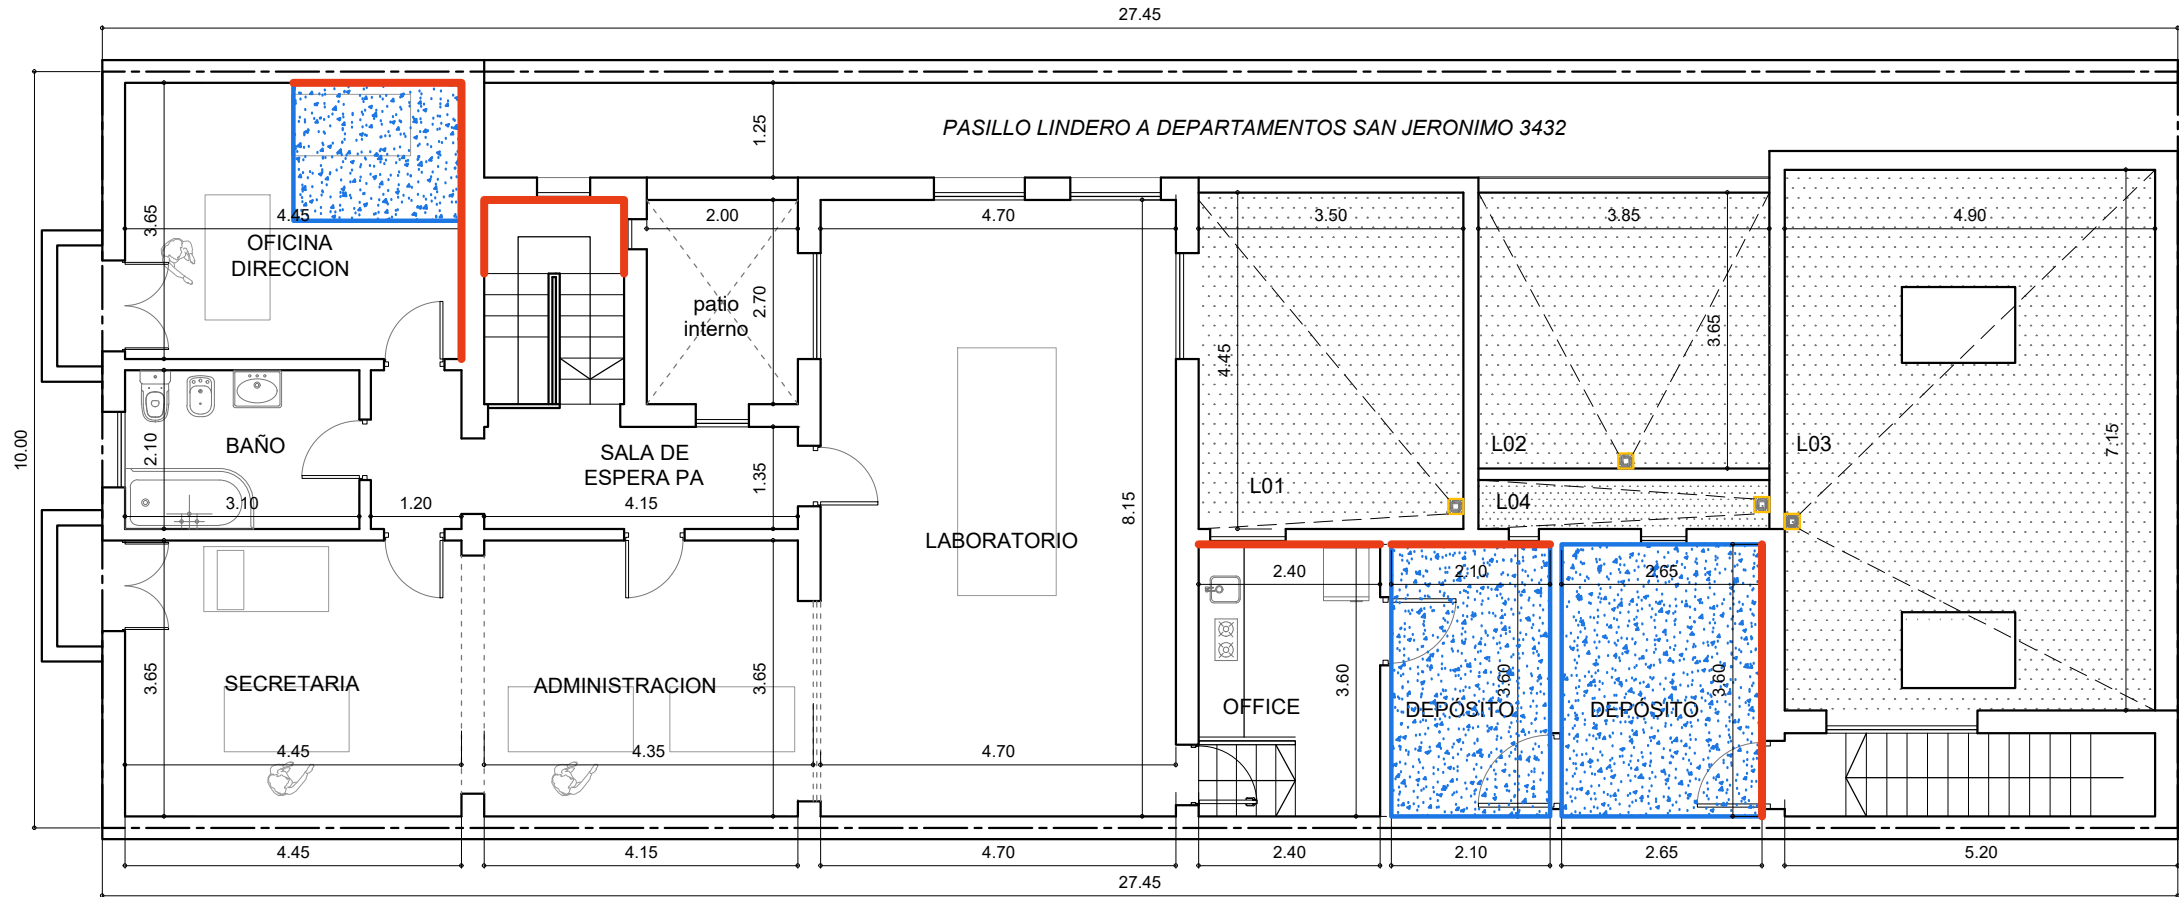 27.45
PASILLO LINDERO A DEPARTAMENTOS SAN JERONIMO 3432
1.25
10.00
3.65
4.45
OFICINA
DIRECCION
2.00
4.70
3.50
3.85
4.90
patio
interno
2.70
4.45
3.65
7.15
L01
L02
L03
L04
2.10
BAÑO
3.10
1.20
SALA DE
ESPERA PA
4.15
1.35
LABORATORIO
8.15
2.40
2.10
2.65
3.65
SECRETARIA
4.45
ADMINISTRACION
3.65
4.35
4.70
OFFICE
3.60
DEPÓSITO
3.60
DEPÓSITO
3.60
4.45
4.15
4.70
2.40
2.10
2.65
5.20
27.45